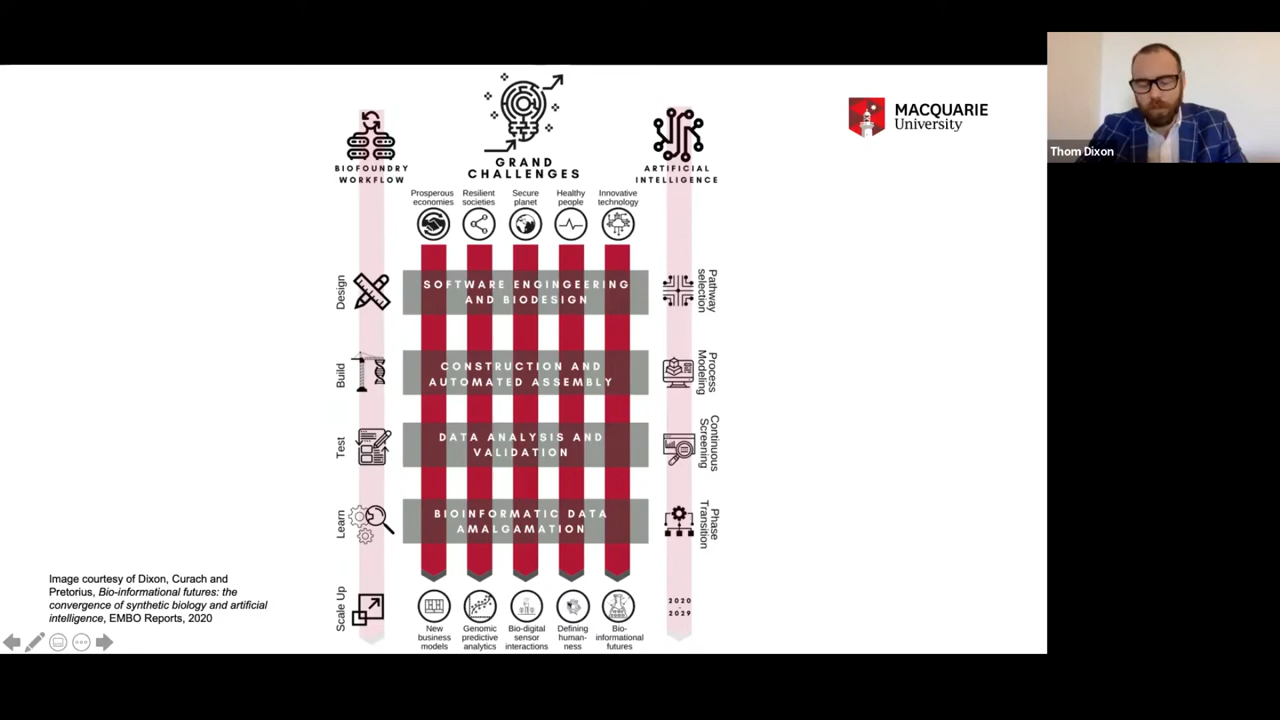 GRAND
CHALLENGES
BIOFOUNDRY
WORKFLOW
ARTIFICIAL
INTELLIGENCE
MACQUARIE
University
Thom Dixon
Prosperous
economies
Resilient
societies
Secure
planet
Healthy
people
Innovative
technology
Design
SOFTWARE ENGINGEERING
AND BIODESIGN
Pathway
selection
Build
CONSTRUCTION AND
AUTOMATED ASSEMBLY
Process
Modeling
Test
DATA ANALYSIS AND
VALIDATION
Continuous
Screening
Learn
BIOINFORMATIC DATA
AMALGAMATION
Phase
Transition
Scale Up
2020
-
2029
New
business
models
Genomic
predictive
analytics
Bio-digital
sensor
interactions
Defining
human-
ness
Bio-
informational
futures
Image courtesy of Dixon, Curach and
Pretorius, Bio-informational futures: the
convergence of synthetic biology and artificial
intelligence, EMBO Reports, 2020